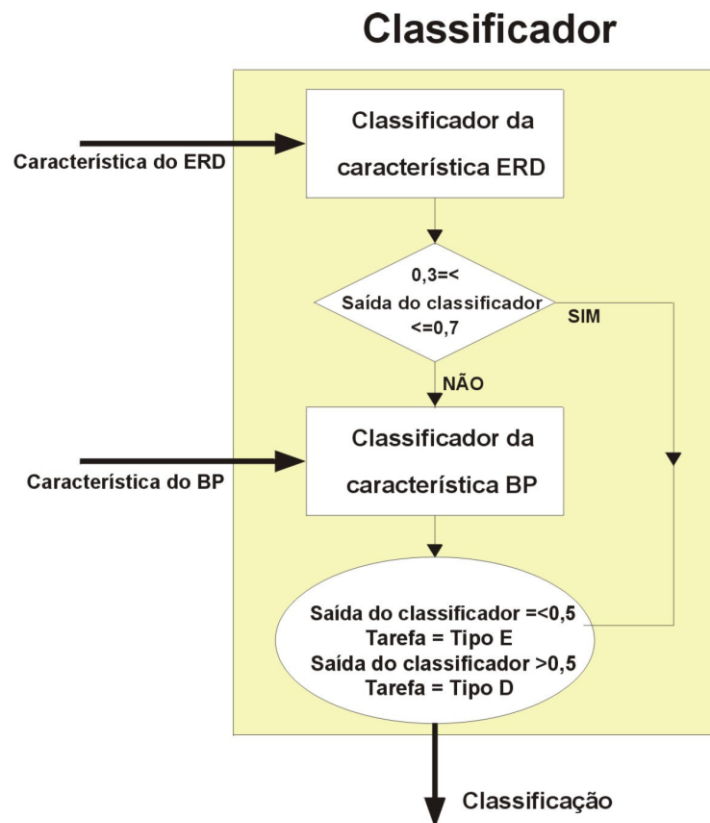 Classificador
Classificador da
característica ERD
Característica do ERD
0,3=<
Saída do classificador
<=0,7
SIM
NÃO
Classificador da
característica BP
Característica do BP
Saída do classificador =<0,5
Tarefa = Tipo E
Saída do classificador >0,5
Tarefa = Tipo D
Classificação